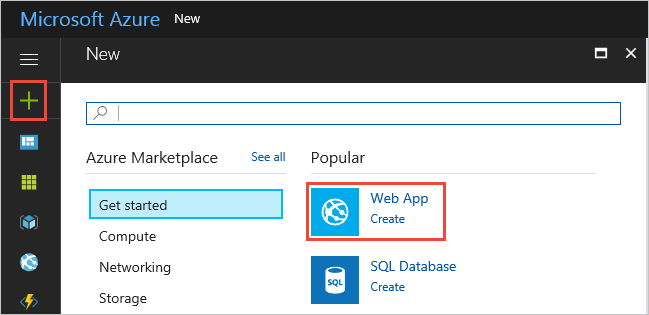 Microsoft Azure New
New
Azure Marketplace See all Popular
Get started
Web App
Create
Compute
Networking
SQL Database
SQL
Create
Storage